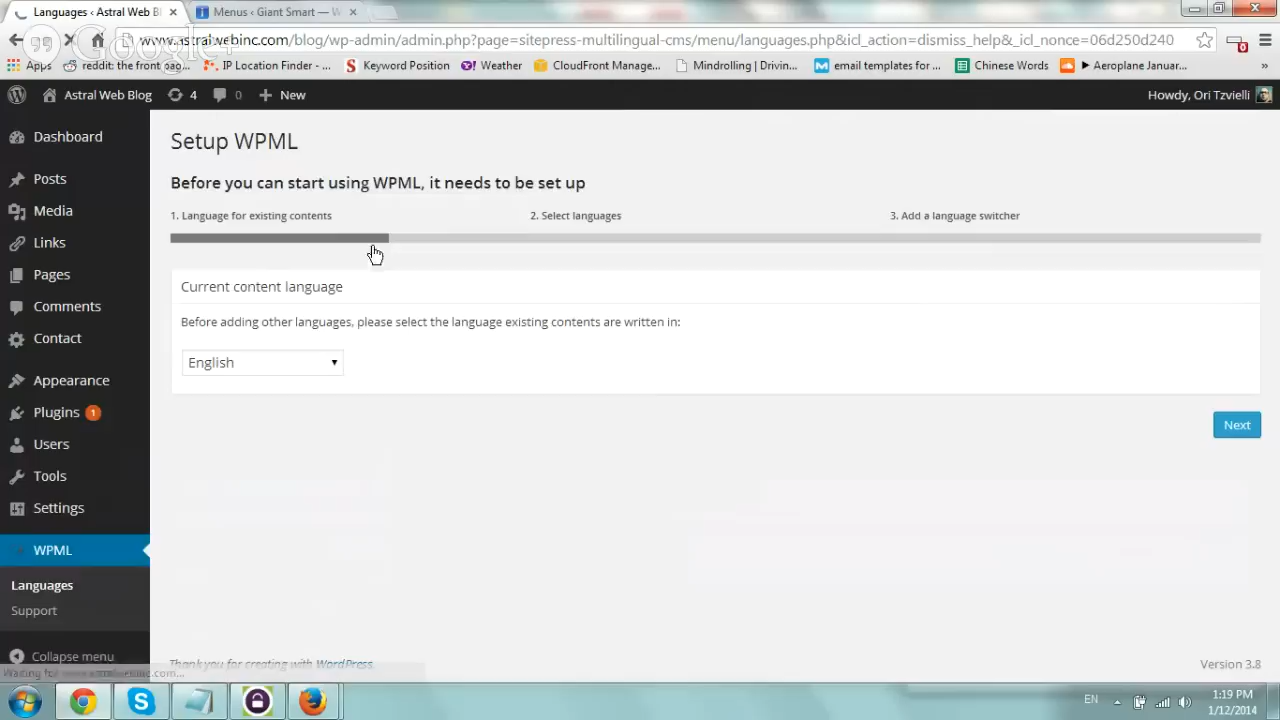 Languages ‹ Astral Web Bl
Menus ‹ Giant Smart — W
Google+
www.astralwebinc.com/blog/wp-admin/admin.php?page=sitepress-multilingual-cms/menu/languages.php&icl_action=dismiss_help&_icl_nonce=06d250d240
Apps
reddit: the front pag...
IP Location Finder - ...
Keyword Position
Weather
CloudFront Manage...
Mindrolling | Drivin...
email templates for ...
Chinese Words
▶ Aeroplane Januar...
»
Astral Web Blog
4
0
+ New
Howdy, Ori Tzvielli
Dashboard
Posts
Media
Links
Pages
Comments
Contact
Appearance
Plugins 1
Users
Tools
Settings
WPML
Languages
Support
Collapse menu
Setup WPML
Before you can start using WPML, it needs to be set up
1. Language for existing contents
2. Select languages
3. Add a language switcher
Current content language
Before adding other languages, please select the language existing contents are written in:
English
Next
Thank you for creating with WordPress.
Version 3.8
EN
1:19 PM
1/12/2014